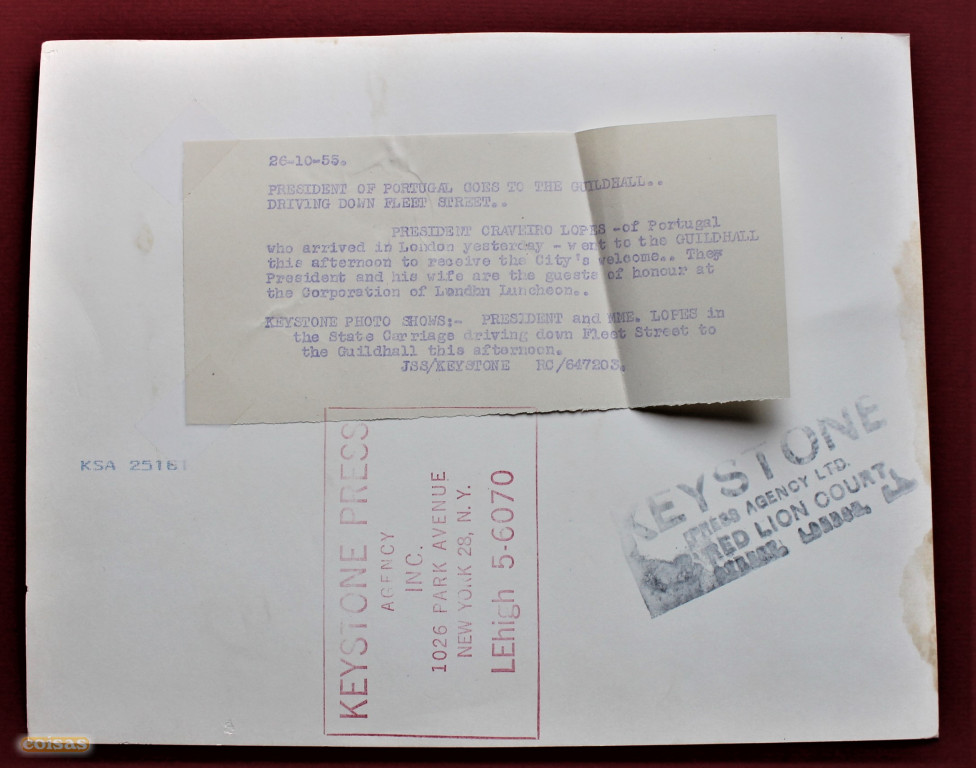 26-10-55.
PRESIDENT OF PORTUGAL GOES TO THE GUILDHALL..
DRIVING DOWN FLEET STREET..
PRESIDENT CRAVEIRO LOPES -of Portugal
who arrived in London yesterday - went to the GUILDHALL
this afternoon to receive the City's welcome.. They
President and his wife are the guests of honour at
the Corporation of London Luncheon..
KEYSTONE PHOTO SHOWS:- PRESIDENT and MME. LOPES in
the State Carriage driving down Fleet Street to
the Guildhall this afternoon.
JSS/KEYSTONE RC/647203.
KSA 25161
KEYSTONE PRESS
AGENCY
INC.
1026 PARK AVENUE
NEW YORK 28, N.Y.
LEhigh 5-6070
KEYSTONE
PRESS AGENCY LTD.
RED LION COURT
LONDON.
coisas